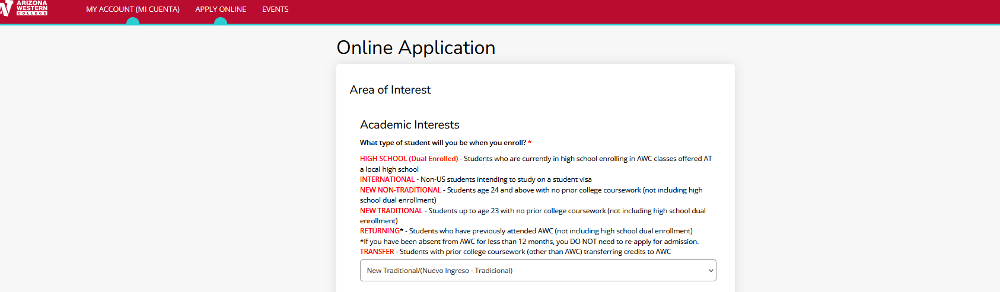 ARIZONA
WESTERN
COLLEGE
MY ACCOUNT (MI CUENTA)
APPLY ONLINE
EVENTS
Online Application
Area of Interest
Academic Interests
What type of student will you be when you enroll? *
HIGH SCHOOL (Dual Enrolled) - Students who are currently in high school enrolling in AWC classes offered AT
a local high school
INTERNATIONAL - Non-US students intending to study on a student visa
NEW NON-TRADITIONAL - Students age 24 and above with no prior college coursework (not including high
school dual enrollment)
NEW TRADITIONAL - Students up to age 23 with no prior college coursework (not including high school dual
enrollment)
RETURNING* - Students who have previously attended AWC (not including high school dual enrollment)
*If you have been absent from AWC for less than 12 months, you DO NOT need to re-apply for admission.
TRANSFER - Students with prior college coursework (other than AWC) transferring credits to AWC
New Traditional/(Nuevo Ingreso - Tradicional)